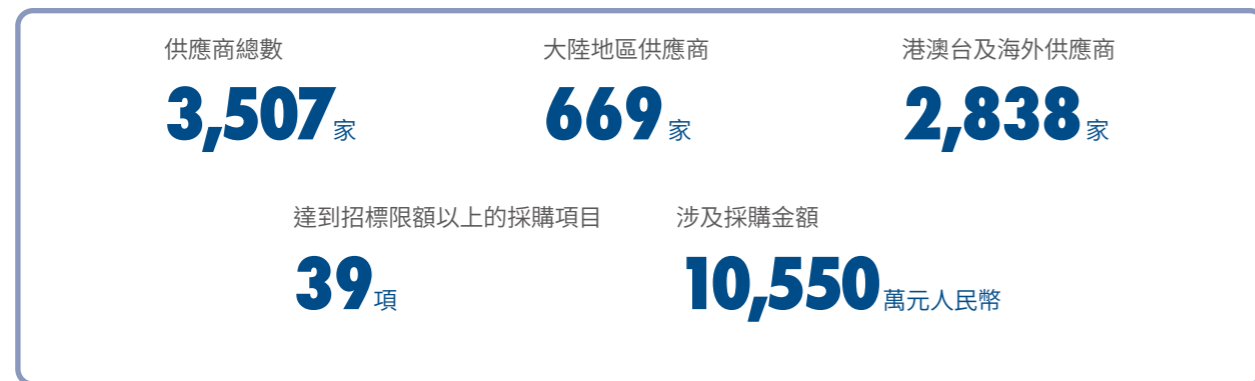 供應商總數 大陸地區供應商 港澳台及海外供應商
3,507家 669家 2,838家
達到招標限額以上的採購項目 涉及採購金額
39項 10,550萬元人民幣